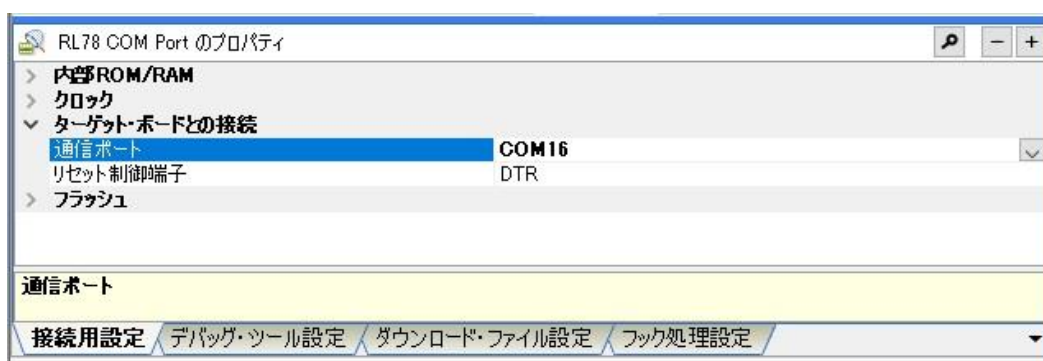 RL78 COM Port のプロパティ
内部ROM/RAM
クロック
ターゲット・ボードとの接続
通信ポート COM16
リセット制御端子 DTR
フラッシュ
通信ポート
接続用設定 デバッグ・ツール設定 ダウンロード・ファイル設定 フック処理設定